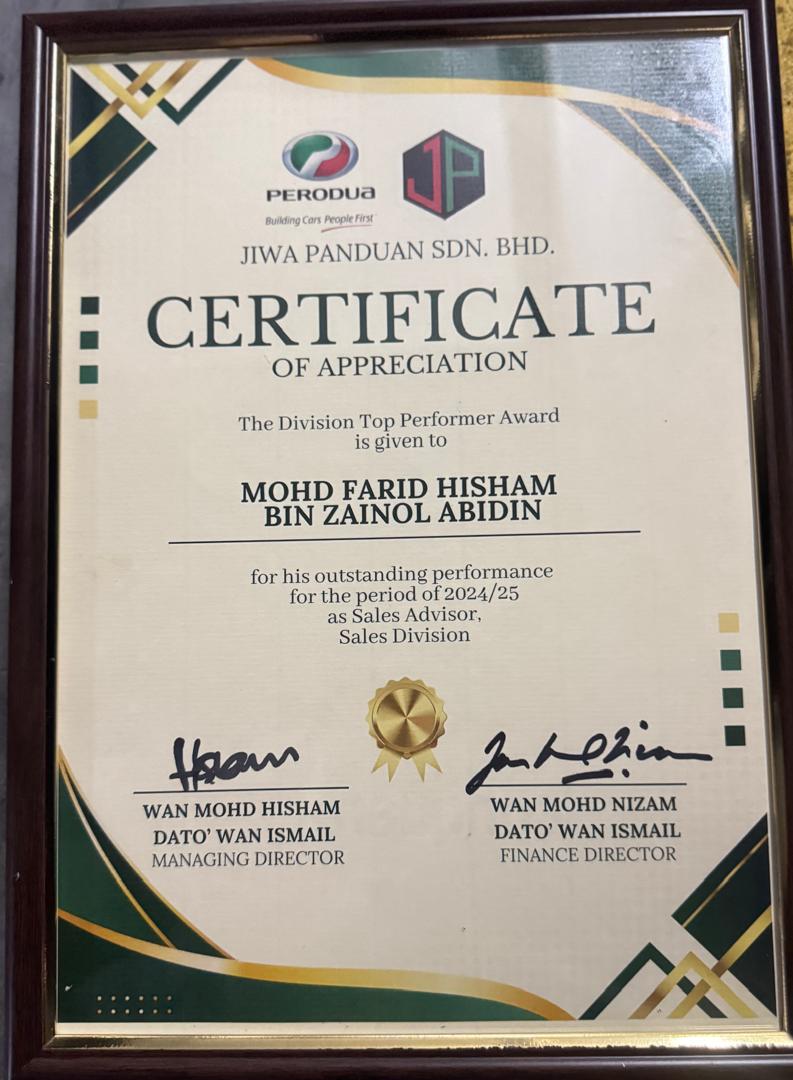 PERODUA
Building Cars People First
JP
JIWA PANDUAN SDN. BHD.
CERTIFICATE
OF APPRECIATION
The Division Top Performer Award
is given to
MOHD FARID HISHAM
BIN ZAINOL ABIDIN
for his outstanding performance
for the period of 2024/25
as Sales Advisor,
Sales Division
WAN MOHD HISHAM
DATO' WAN ISMAIL
MANAGING DIRECTOR
WAN MOHD NIZAM
DATO' WAN ISMAIL
FINANCE DIRECTOR